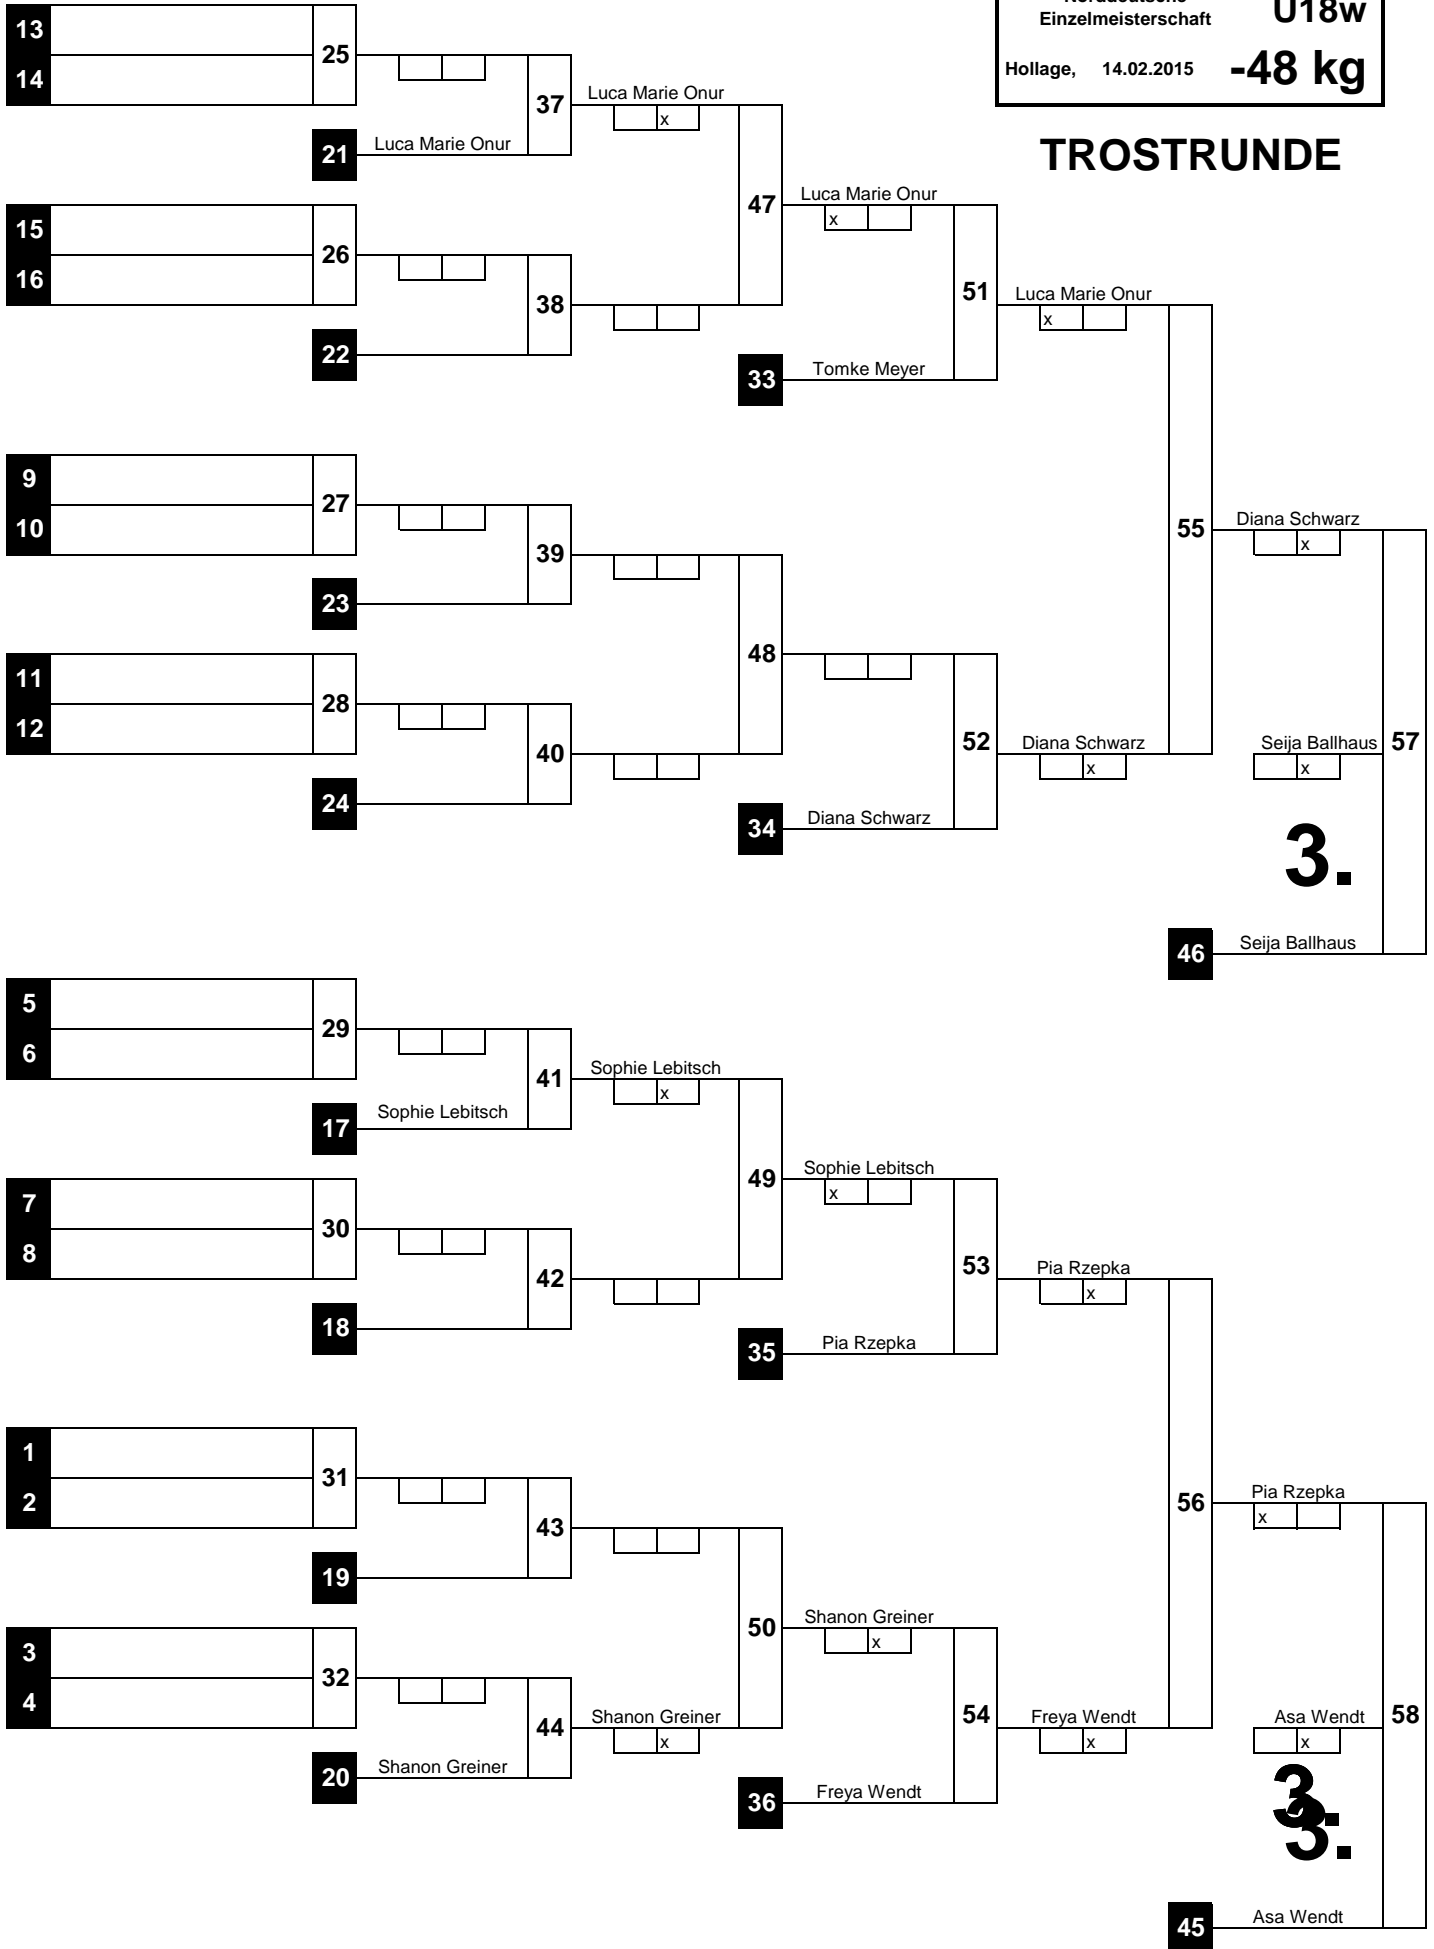 Norddeutsche
Einzelmeisterschaft
U18w
Hollage, 14.02.2015 -48 kg
TROSTRUNDE
13
14
25
21 Luca Marie Onur
37
Luca Marie Onur
x
15
16
26
22
38
47
Luca Marie Onur
x
33 Tomke Meyer
51
Luca Marie Onur
x
9
10
27
23
39
11
12
28
24
40
48
34 Diana Schwarz
52
Diana Schwarz
x
55
Diana Schwarz
x
Seija Ballhaus
x
57
3.
46 Seija Ballhaus
5
6
29
17 Sophie Lebitsch
41
Sophie Lebitsch
x
7
8
30
18
42
49
Sophie Lebitsch
x
35 Pia Rzepka
53
Pia Rzepka
x
1
2
31
19
43
3
4
32
20 Shanon Greiner
44
Shanon Greiner
x
50
Shanon Greiner
x
36 Freya Wendt
54
Freya Wendt
x
56
Pia Rzepka
x
Asa Wendt
x
58
3.
3.
45 Asa Wendt